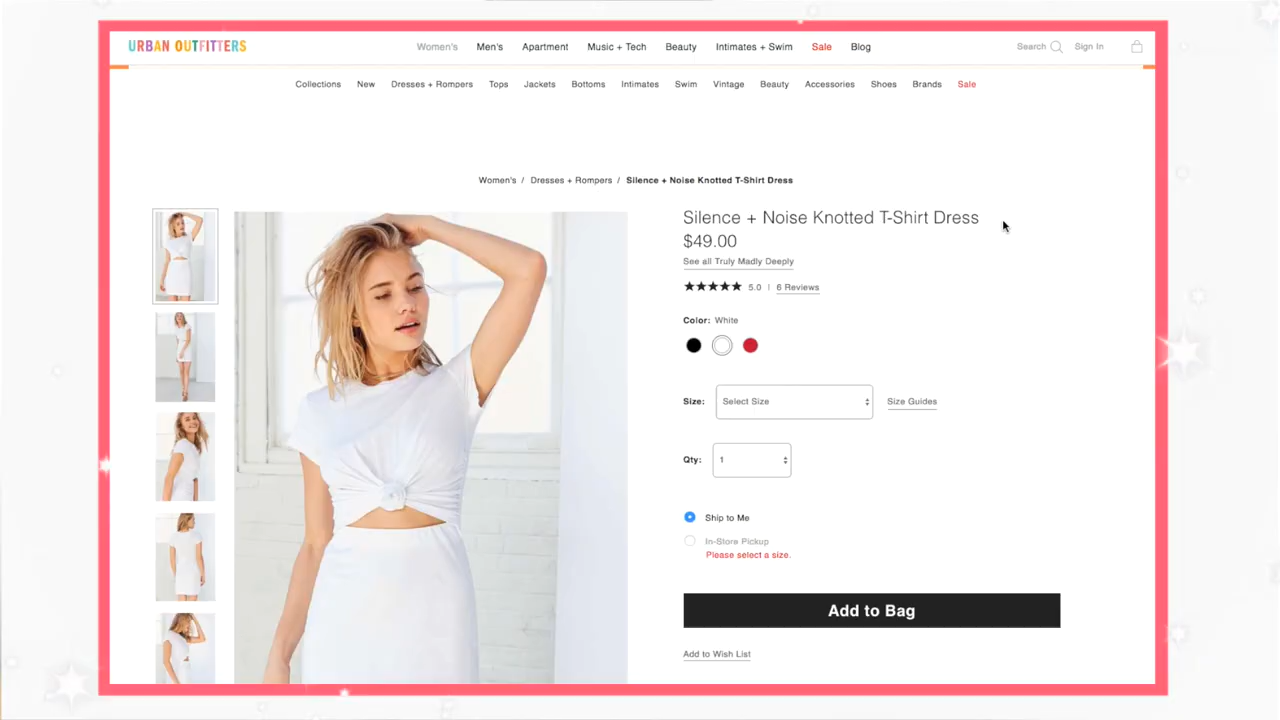 URBAN OUTFITTERS
Women's Men's Apartment Music + Tech Beauty Intimates + Swim Sale Blog Search Sign In
Collections New Dresses + Rompers Tops Jackets Bottoms Intimates Swim Vintage Beauty Accessories Shoes Brands Sale
Women's / Dresses + Rompers / Silence + Noise Knotted T-Shirt Dress
Silence + Noise Knotted T-Shirt Dress
$49.00
See all Truly Madly Deeply
★★★★★ 5.0 | 6 Reviews
Color: White
Size: Select Size Size Guides
Qty: 1
Ship to Me
In-Store Pickup
Please select a size.
Add to Bag
Add to Wish List